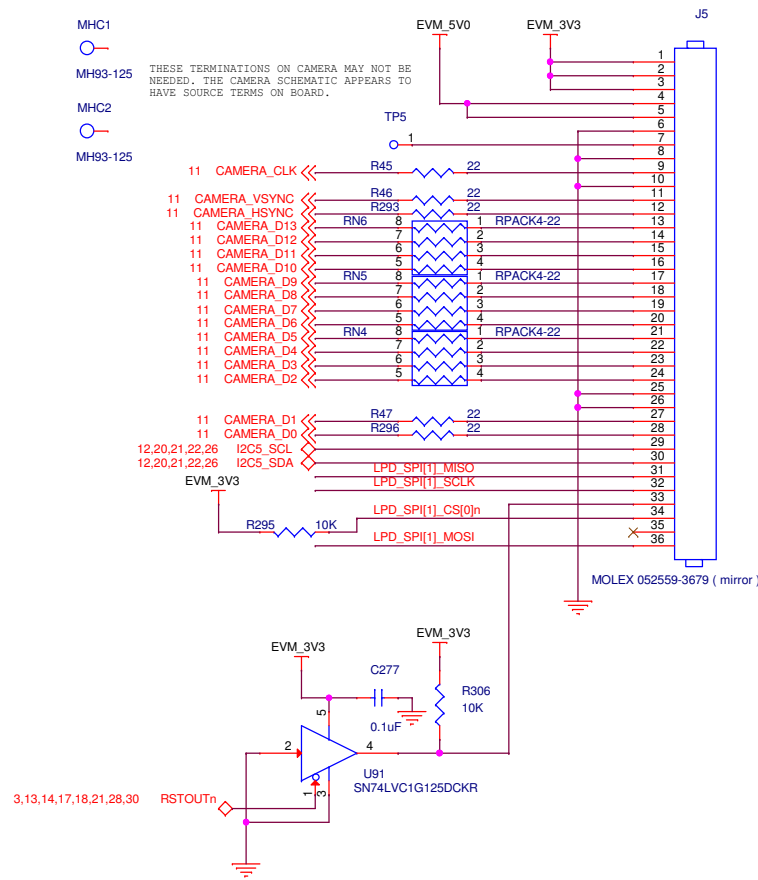 MHC1
MH93-125
MHC2
MH93-125
THESE TERMINATIONS ON CAMERA MAY NOT BE
NEEDED. THE CAMERA SCHEMATIC APPEARS TO
HAVE SOURCE TERMS ON BOARD.
EVM_5V0 EVM_3V3 J5
TP5
1
2
3
4
5
6
1 7
8
11 CAMERA_CLK R45 22 9
10
11 CAMERA_VSYNC R46 22 11
11 CAMERA_HSYNC R293 22 12
11 CAMERA_D13 RN6 8 1 RPACK4-22 13
11 CAMERA_D12 7 2 14
11 CAMERA_D11 6 3 15
11 CAMERA_D10 5 4 16
11 CAMERA_D9 RN5 8 1 RPACK4-22 17
11 CAMERA_D8 7 2 18
11 CAMERA_D7 6 3 19
11 CAMERA_D6 5 4 20
11 CAMERA_D5 RN4 8 1 RPACK4-22 21
11 CAMERA_D4 7 2 22
11 CAMERA_D3 6 3 23
11 CAMERA_D2 5 4 24
25
26
11 CAMERA_D1 R47 22 27
11 CAMERA_D0 R296 22 28
12,20,21,22,26 I2C5_SCL 29
12,20,21,22,26 I2C5_SDA 30
LPD_SPI[1]_MISO 31
EVM_3V3 LPD_SPI[1]_SCLK 32
33
LPD_SPI[1]_CS[0]n 34
R295 10K 35
LPD_SPI[1]_MOSI 36
MOLEX 052559-3679 ( mirror )
EVM_3V3 EVM_3V3
C277
0.1uF
R306
10K
5
2 4
1 3
U91
SN74LVC1G125DCKR
3,13,14,17,18,21,28,30 RSTOUTn